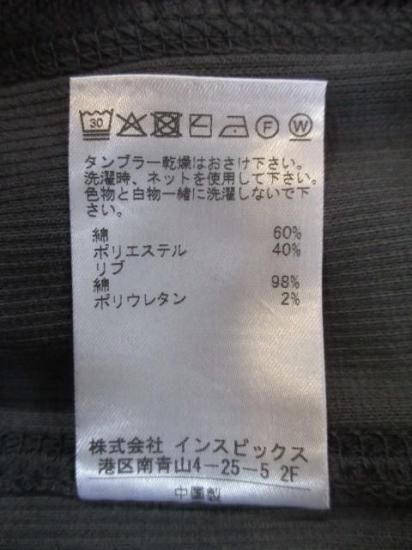 30 F W
タンブラー乾燥はおさけ下さい。
洗濯時、ネットを使用して下さい。
色物と白物一緒に洗濯しないで下
さい。
綿 60%
ポリエステル 40%
リブ
綿 98%
ポリウレタン 2%
株式会社 インスピックス
港区南青山4-25-5 2F
中国製